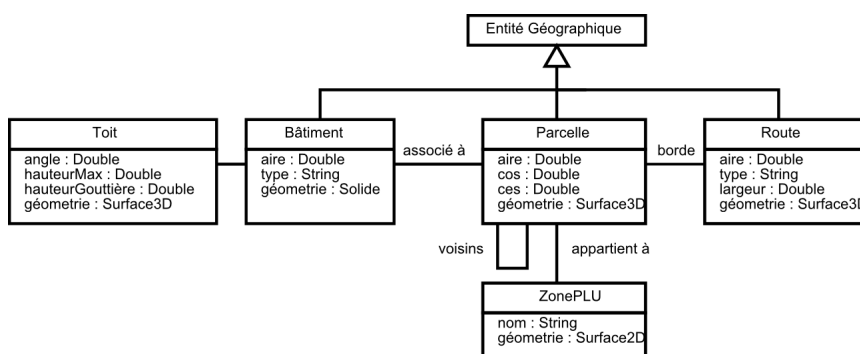 Entité Géographique
Toit
angle : Double
hauteurMax : Double
hauteurGouttière : Double
géometrie : Surface3D
Bâtiment
aire : Double
type : String
géometrie : Solide
associé à
Parcelle
aire : Double
cos : Double
ces : Double
géometrie : Surface3D
borde
Route
aire : Double
type : String
largeur : Double
géometrie : Surface3D
voisins
appartient à
ZonePLU
nom : String
géometrie : Surface2D